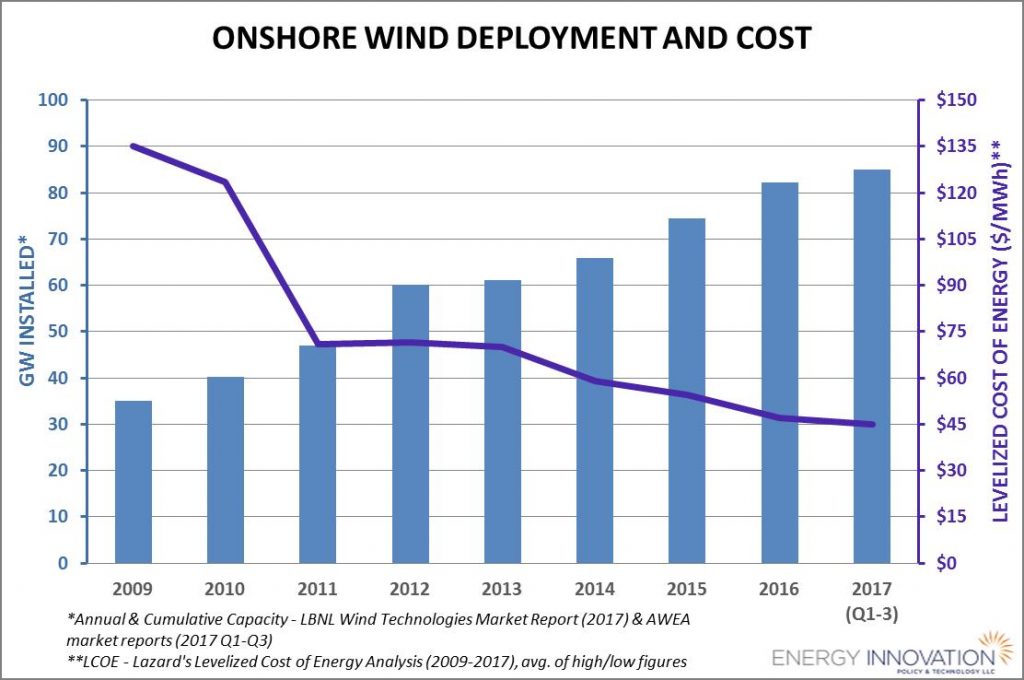 ONSHORE WIND DEPLOYMENT AND COST
GW INSTALLED*
100
90
80
70
60
50
40
30
20
10
0
$150
$135
$120
$105
$90
$75
$60
$45
$30
$15
$0
LEVELIZED COST OF ENERGY ($/MWh)**
2009 2010 2011 2012 2013 2014 2015 2016 2017
(Q1-3)
*Annual & Cumulative Capacity - LBNL Wind Technologies Market Report (2017) & AWEA
market reports (2017 Q1-Q3)
**LCOE - Lazard's Levelized Cost of Energy Analysis (2009-2017), avg. of high/low figures
ENERGY INNOVATION
POLICY & TECHNOLOGY LLC